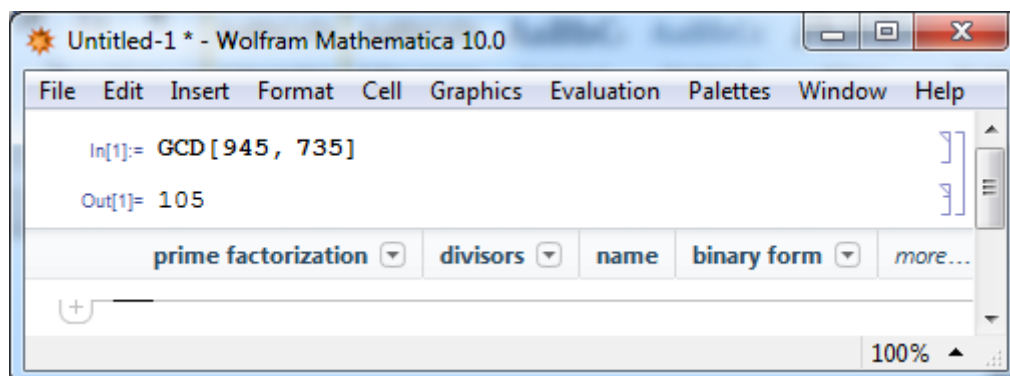 Untitled-1 * - Wolfram Mathematica 10.0
File Edit Insert Format Cell Graphics Evaluation Palettes Window Help
In[1]:= GCD[945, 735]
Out[1]= 105
prime factorization divisors name binary form more...
100%